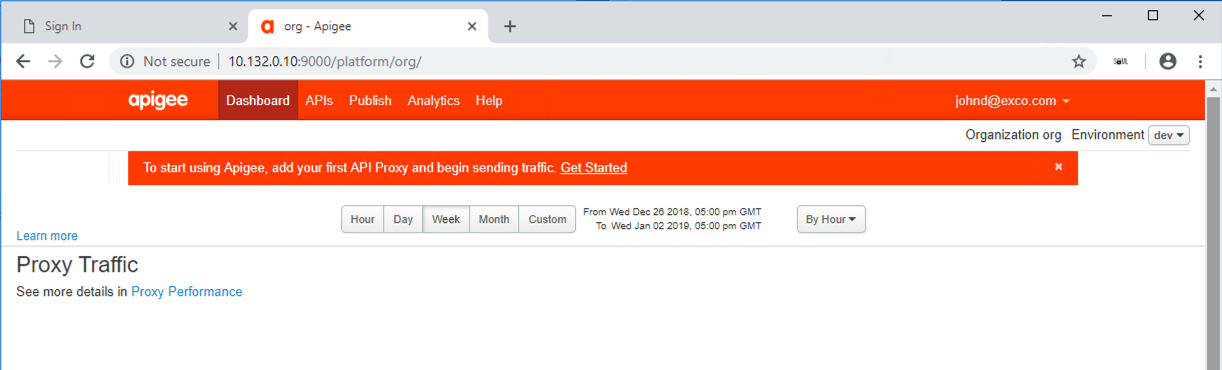 Sign In
org - Apigee
Not secure | 10.132.0.10:9000/platform/org/
apigee Dashboard APIs Publish Analytics Help johnd@exco.com
Organization org Environment dev
To start using Apigee, add your first API Proxy and begin sending traffic. Get Started
Hour Day Week Month Custom
From Wed Dec 26 2018, 05:00 pm GMT
To Wed Jan 02 2019, 05:00 pm GMT
By Hour
Learn more
Proxy Traffic
See more details in Proxy Performance